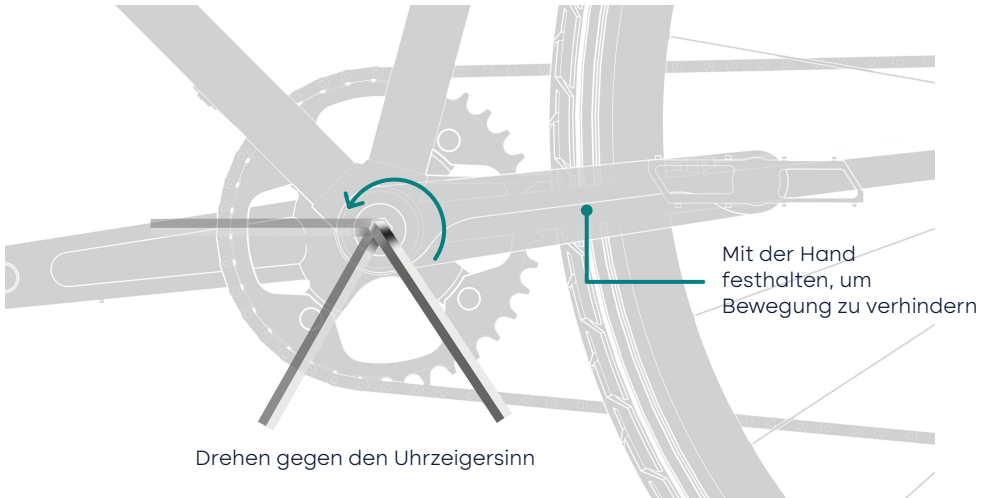 Mit der Hand
festhalten, um
Bewegung zu verhindern
Drehen gegen den Uhrzeigersinn